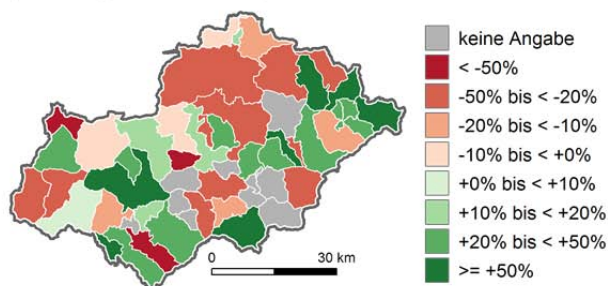 keine Angabe
< -50%
-50% bis < -20%
-20% bis < -10%
-10% bis < +0%
+0% bis < +10%
+10% bis < +20%
+20% bis < +50%
>= +50%
0 30 km